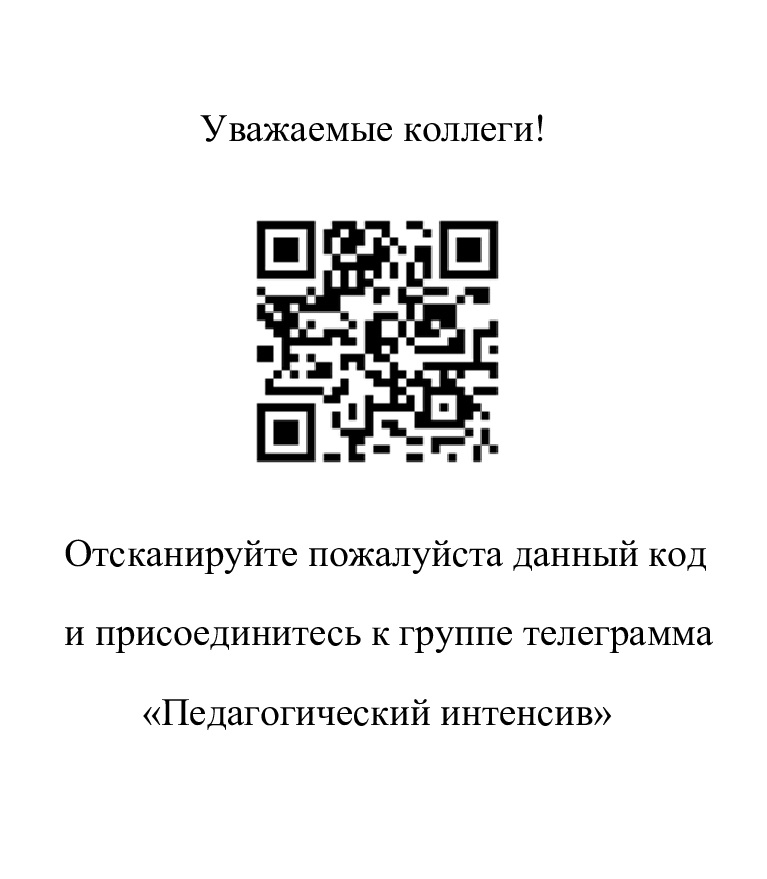 Уважаемые коллеги!
Отсканируйте пожалуйста данный код
и присоединитесь к группе телеграмма
«Педагогический интенсив»